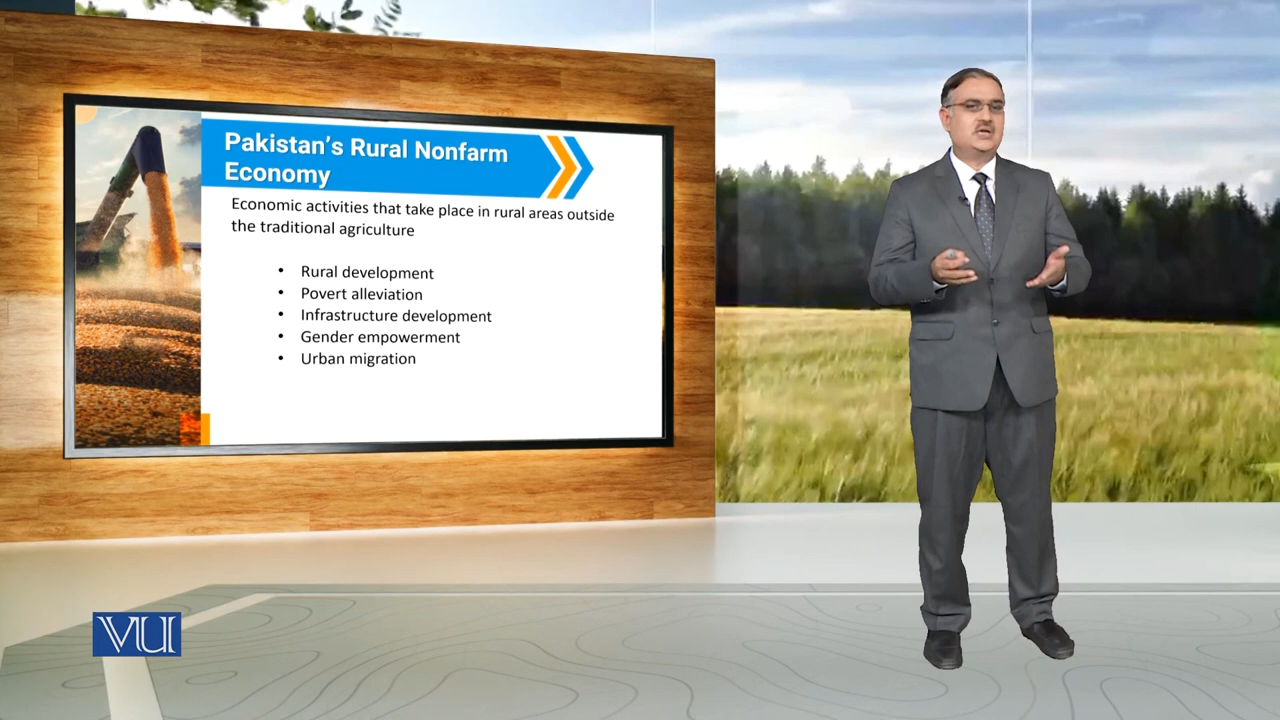 Pakistan's Rural Nonfarm
Economy
Economic activities that take place in rural areas outside
the traditional agriculture
• Rural development
• Povert alleviation
• Infrastructure development
• Gender empowerment
• Urban migration
VU